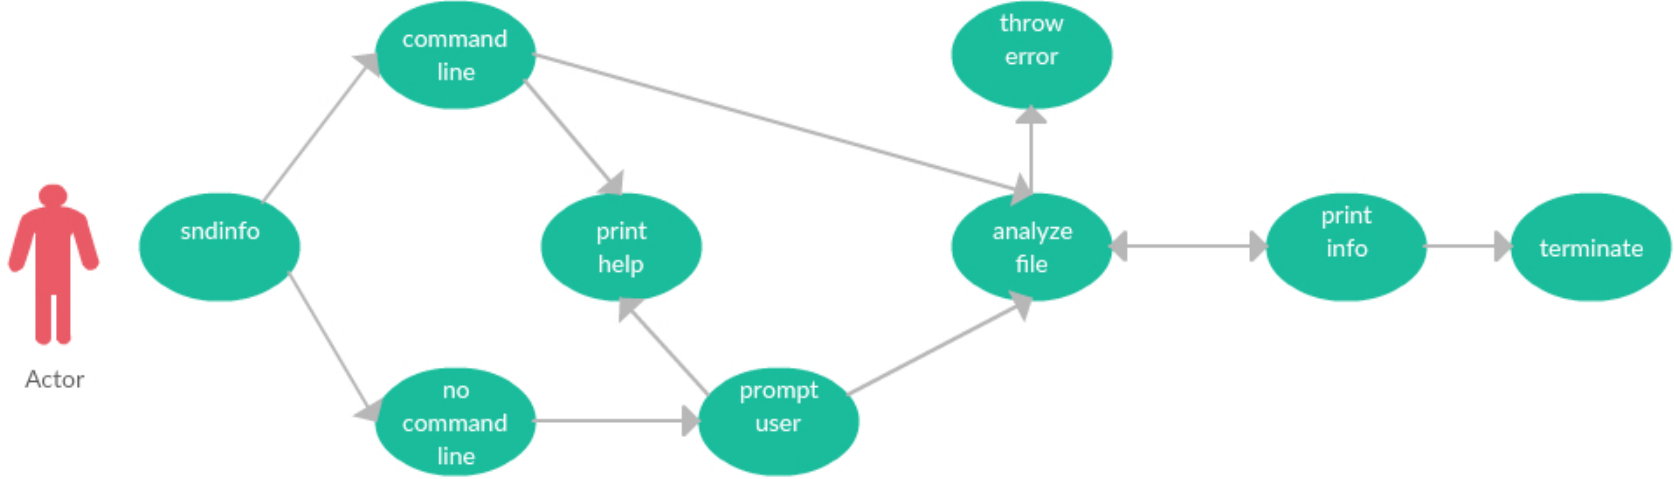 command
line
throw
error
sndinfo
print
help
analyze
file
print
info
terminate
Actor
no
command
line
prompt
user